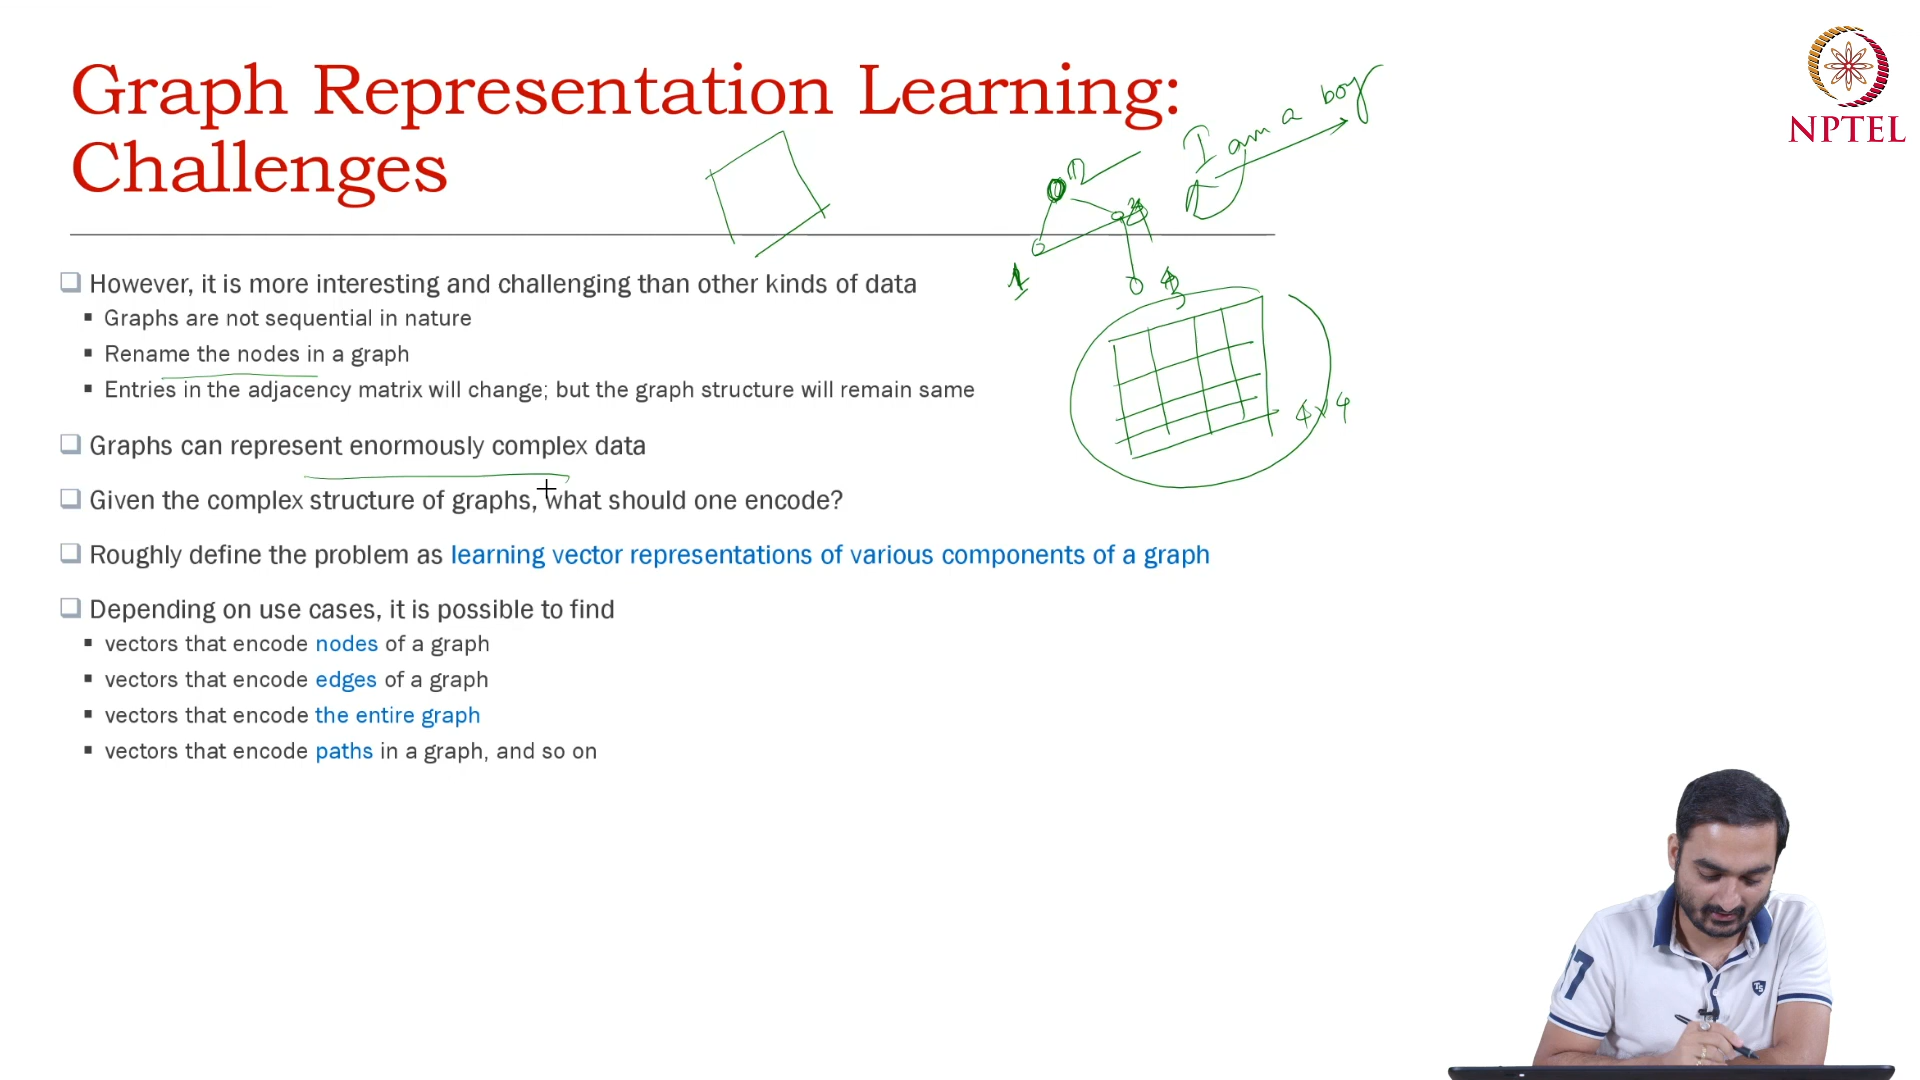 Graph Representation Learning:
Challenges
NPTEL
I am a boy
However, it is more interesting and challenging than other kinds of data
Graphs are not sequential in nature
Rename the nodes in a graph
Entries in the adjacency matrix will change; but the graph structure will remain same
4x4
Graphs can represent enormously complex data
Given the complex structure of graphs, what should one encode?
Roughly define the problem as learning vector representations of various components of a graph
Depending on use cases, it is possible to find
vectors that encode nodes of a graph
vectors that encode edges of a graph
vectors that encode the entire graph
vectors that encode paths in a graph, and so on